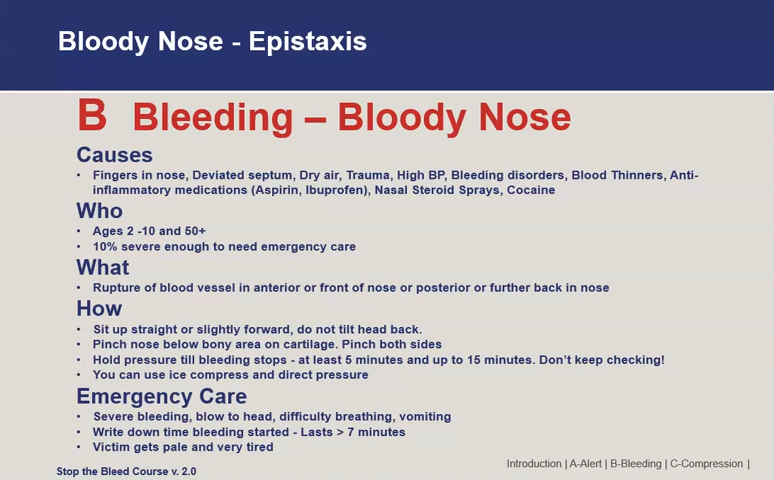 Bloody Nose - Epistaxis
B Bleeding – Bloody Nose
Causes
• Fingers in nose, Deviated septum, Dry air, Trauma, High BP, Bleeding disorders, Blood Thinners, Anti-
inflammatory medications (Aspirin, Ibuprofen), Nasal Steroid Sprays, Cocaine
Who
• Ages 2 -10 and 50+
• 10% severe enough to need emergency care
What
• Rupture of blood vessel in anterior or front of nose or posterior or further back in nose
How
• Sit up straight or slightly forward, do not tilt head back.
• Pinch nose below bony area on cartilage. Pinch both sides
• Hold pressure till bleeding stops - at least 5 minutes and up to 15 minutes. Don’t keep checking!
• You can use ice compress and direct pressure
Emergency Care
• Severe bleeding, blow to head, difficulty breathing, vomiting
• Write down time bleeding started - Lasts > 7 minutes
• Victim gets pale and very tired
Introduction | A-Alert | B-Bleeding | C-Compression |
Stop the Bleed Course v. 2.0